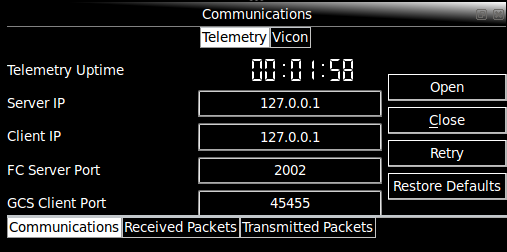 Communications
Telemetry Vicon
Telemetry Uptime 00:01:58
Server IP 127.0.0.1
Open
Client IP 127.0.0.1
Close
FC Server Port 2002
Retry
GCS Client Port 45455
Restore Defaults
Communications Received Packets Transmitted Packets